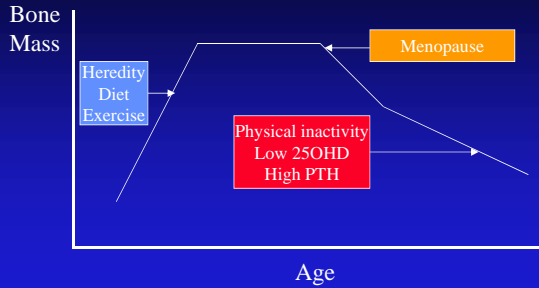 Bone
Mass
Menopause
Heredity
Diet
Exercise
Physical inactivity
Low 25OHD
High PTH
Age